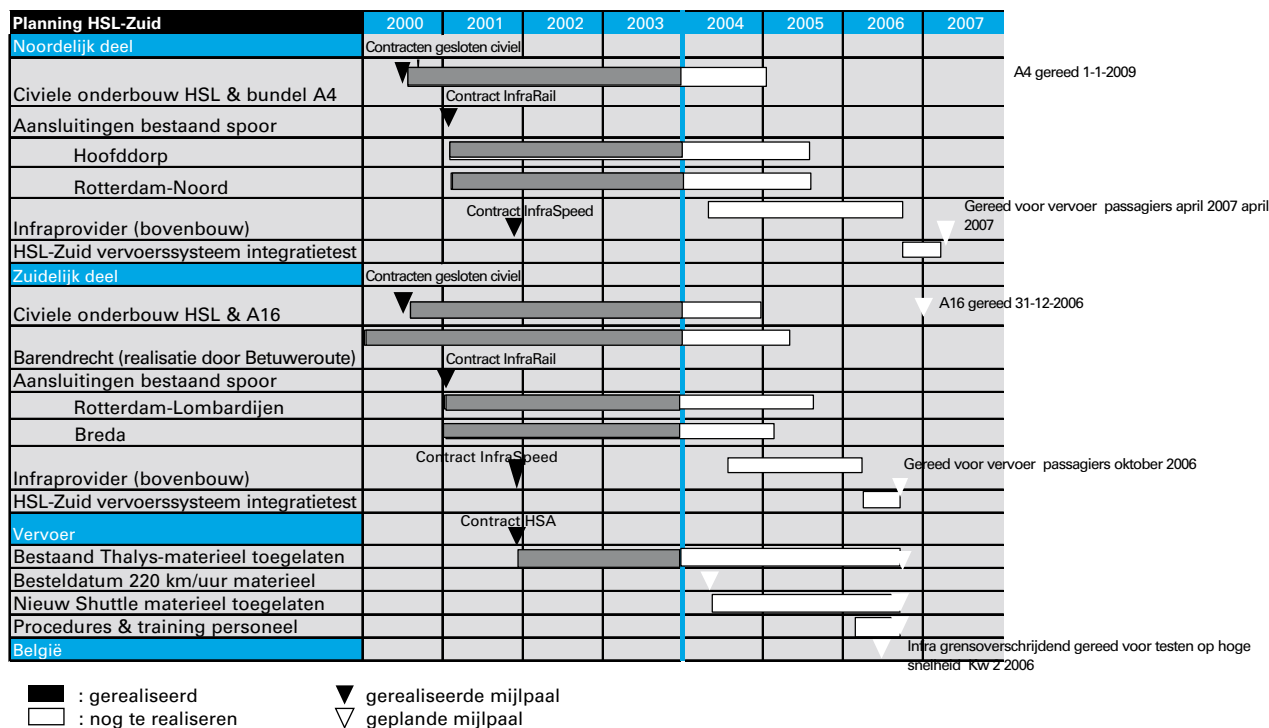 Planning HSL-Zuid 2000 2001 2002 2003 2004 2005 2006 2007
Noordelijk deel Contracten gesloten civiel
A4 gereed 1-1-2009
Civiele onderbouw HSL & bundel A4 Contract InfraRail
Aansluitingen bestaand spoor
Hoofddorp
Rotterdam-Noord
Contract InfraSpeed Gereed voor vervoer passagiers april 2007 april
2007
Infraprovider (bovenbouw)
HSL-Zuid vervoerssysteem integratietest
Zuidelijk deel Contracten gesloten civiel
Civiele onderbouw HSL & A16 A16 gereed 31-12-2006
Barendrecht (realisatie door Betuweroute) Contract InfraRail
Aansluitingen bestaand spoor
Rotterdam-Lombardijen
Breda
Contract InfraSpeed Gereed voor vervoer passagiers oktober 2006
Infraprovider (bovenbouw)
HSL-Zuid vervoerssysteem integratietest
Contract HSA
Vervoer
Bestaand Thalys-materieel toegelaten
Besteldatum 220 km/uur materieel
Nieuw Shuttle materieel toegelaten
Procedures & training personeel
België Infra grensoverschrijdend gereed voor testen op hoge
snelheid Kw 2 2006
: gerealiseerd gerealiseerde mijlpaal
: nog te realiseren geplande mijlpaal